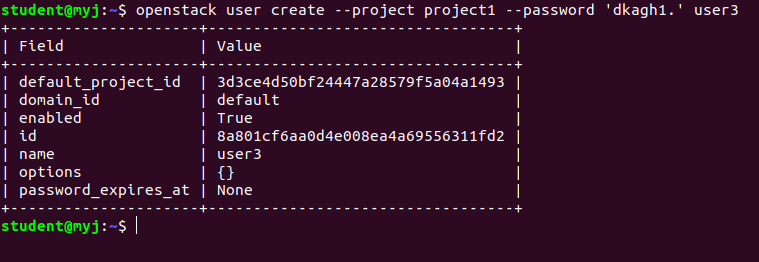 student@myj:~$ openstack user create --project project1 --password 'dkagh1.' user3
+---------------------+----------------------------------+
| Field               | Value                            |
+---------------------+----------------------------------+
| default_project_id  | 3d3ce4d50bf24447a28579f5a04a1493 |
| domain_id           | default                          |
| enabled             | True                             |
| id                  | 8a801cf6aa0d4e008ea4a69556311fd2 |
| name                | user3                            |
| options             | {}                               |
| password_expires_at | None                             |
+---------------------+----------------------------------+
student@myj:~$